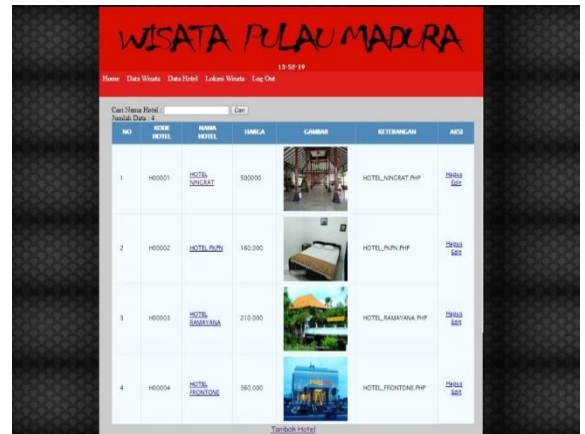 WISATA PULAU MADURA
13-52-19
Home Data Wisata Data Hotel Lokasi Wisata Log Out
Cari Nama Hotel : Cari
Jumlah Data : 4
NO KODE HOTEL NAMA HOTEL HARGA GAMBAR KETERANGAN AKSI
1 H00001 HOTEL NINGRAT 500000 HOTEL_NINGRAT.PHP Hapus
Edit
2 H00002 HOTEL PKPN 160.000 HOTEL_PKPN.PHP Hapus
Edit
3 H00003 HOTEL RAMAYANA 210.000 HOTEL_RAMAYANA.PHP Hapus
Edit
4 H00004 HOTEL FRONTONE 360.000 HOTEL_FRONTONE.PHP Hapus
Edit
Tambah Hotel